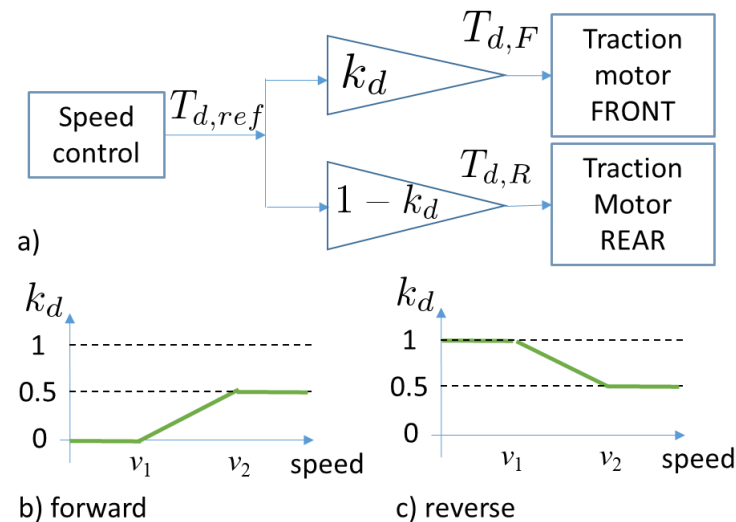 Speed
control
T_{d,ref}
k_d
T_{d,F}
Traction
motor
FRONT
1 − k_d
T_{d,R}
Traction
Motor
REAR
a)
k_d
1
0.5
0
v_1
v_2
speed
b) forward
k_d
1
0.5
0
v_1
v_2
speed
c) reverse